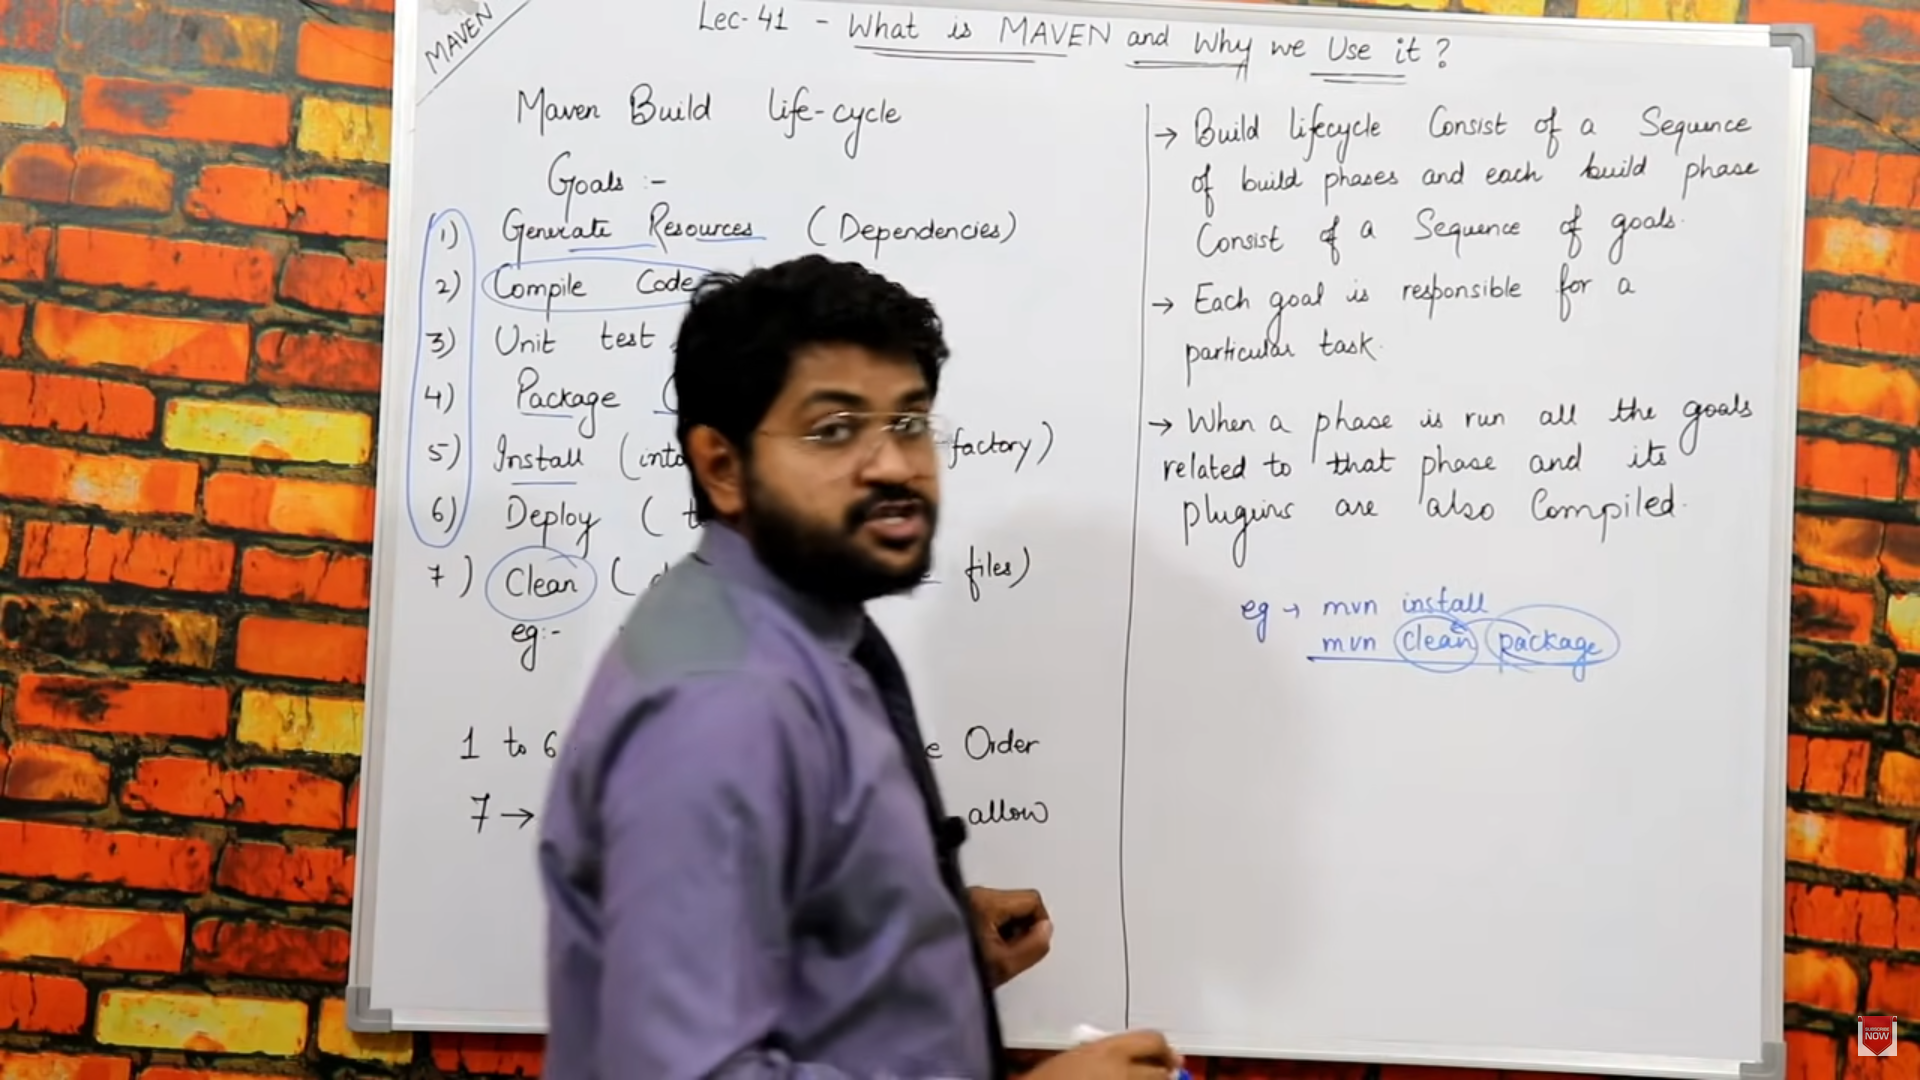 MAVEN
Lec-41 - What is MAVEN and Why we Use it?
Maven Build life-cycle
Goals :-
1) Generate Resources (Dependencies)
2) Compile Code
3) Unit test
4) Package (
5) Install (into factory)
6) Deploy (
7) Clean ( files)
eg:-
1 to 6 Order
7 → allow
→ Build lifecycle Consist of a Sequence
of build phases and each build phase
Consist of a Sequence of goals.
→ Each goal is responsible for a
particular task.
→ When a phase is run all the goals
related to that phase and its
plugins are also Compiled.
eg → mvn install
mvn clean package
SUBSCRIBE
NOW